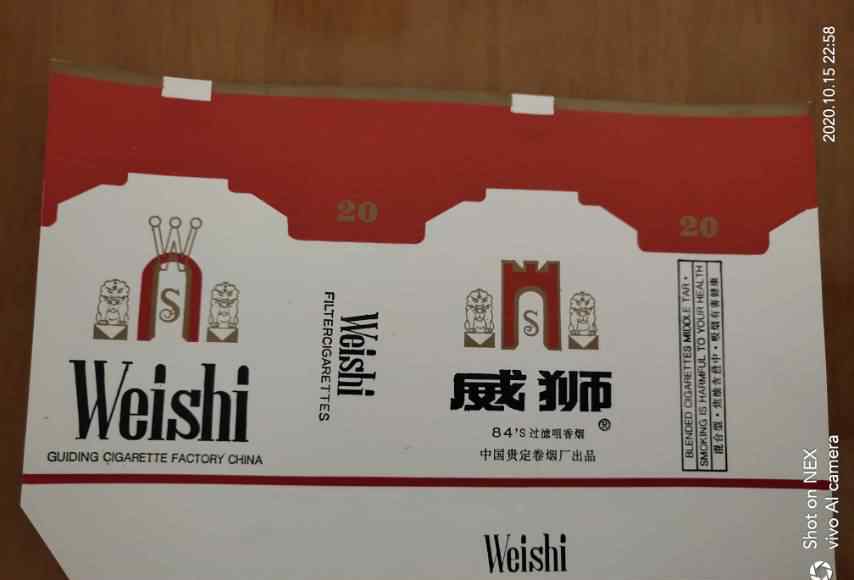 2020.10.15 22:58
20
20
W
S
S
Weishi
GUIDING CIGARETTE FACTORY CHINA
Weishi
FILTERCIGARETTES
威狮
®
84'S 过滤咀香烟
中国贵定卷烟厂出品
BLENDED CIGARETTES MIDDLE TAR·
SMOKING IS HARMFUL TO YOUR HEALTH
混合型·焦油含量中·吸烟有害健康
Weishi
Shot on NEX
vivo AI camera